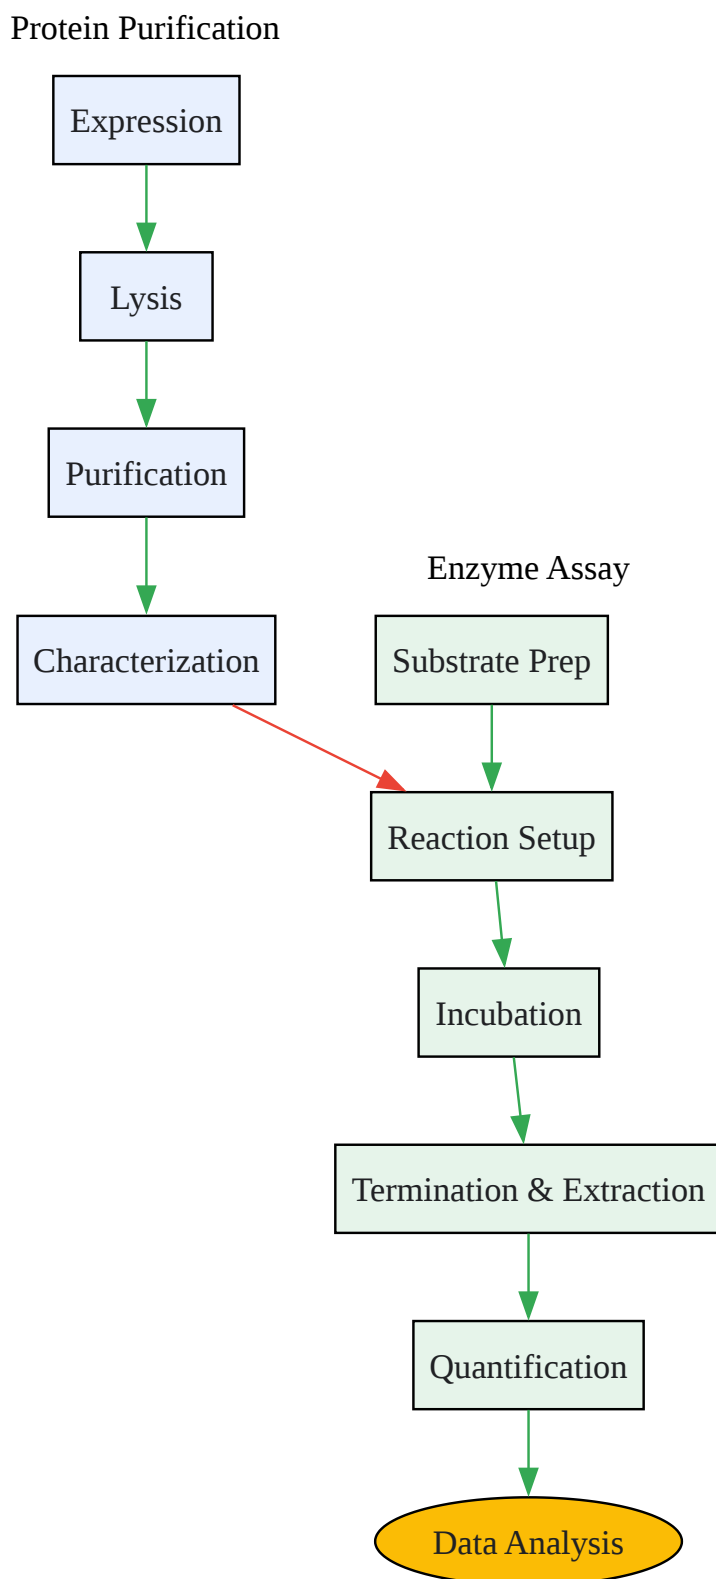 Protein Purification
Expression
Lysis
Purification
Characterization
Enzyme Assay
Substrate Prep
Reaction Setup
Incubation
Termination & Extraction
Quantification
Data Analysis